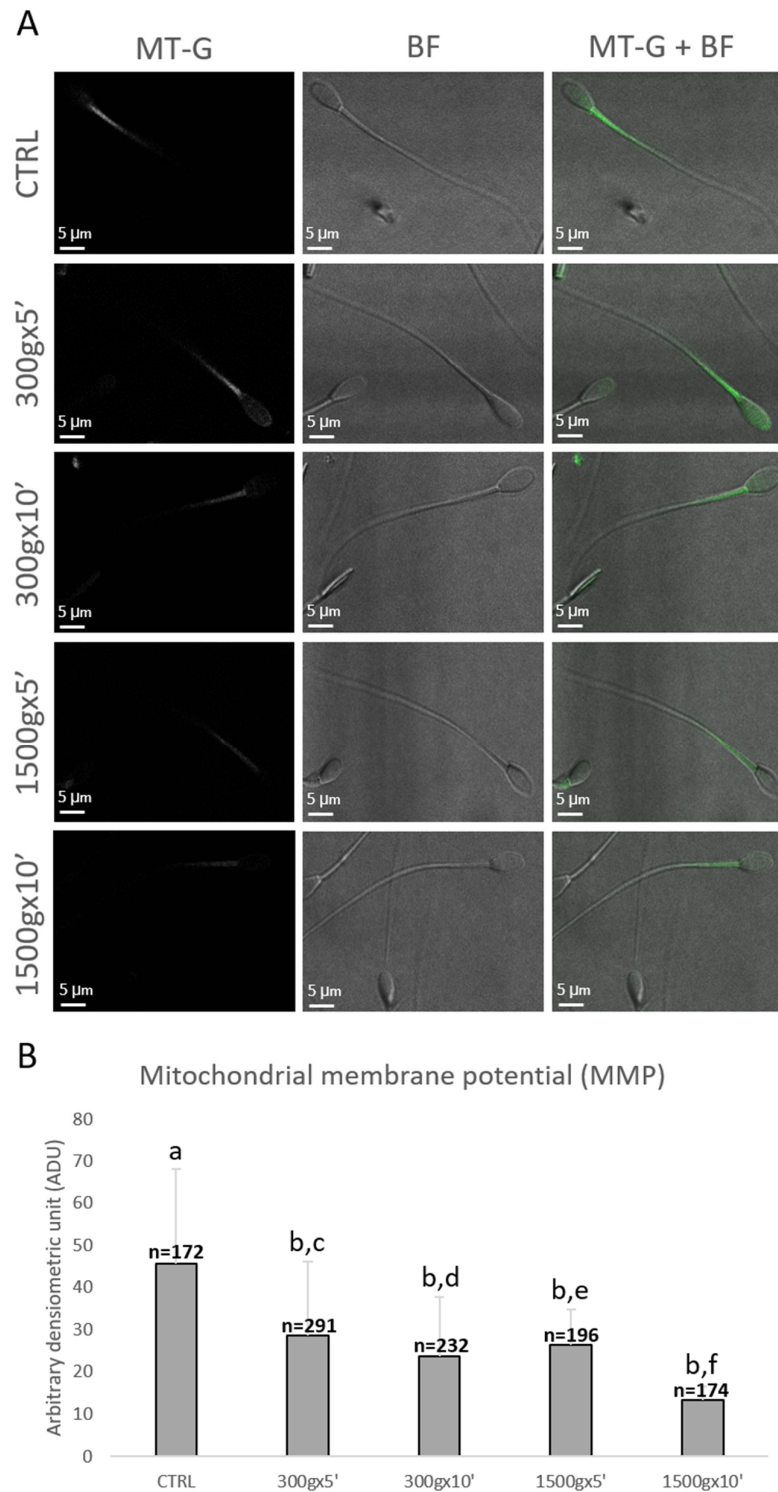 A
MT-G BF MT-G + BF
CTRL
5 µm 5 µm 5 µm
300gx5′
5 µm 5 µm 5 µm
300gx10′
5 µm 5 µm 5 µm
1500gx5′
5 µm 5 µm 5 µm
1500gx10′
5 µm 5 µm 5 µm
B
Mitochondrial membrane potential (MMP)
Arbitrary densiometric unit (ADU)
80
70
60
50
40
30
20
10
0
a
n=172
b,c
n=291
b,d
n=232
b,e
n=196
b,f
n=174
CTRL 300gx5' 300gx10' 1500gx5' 1500gx10'